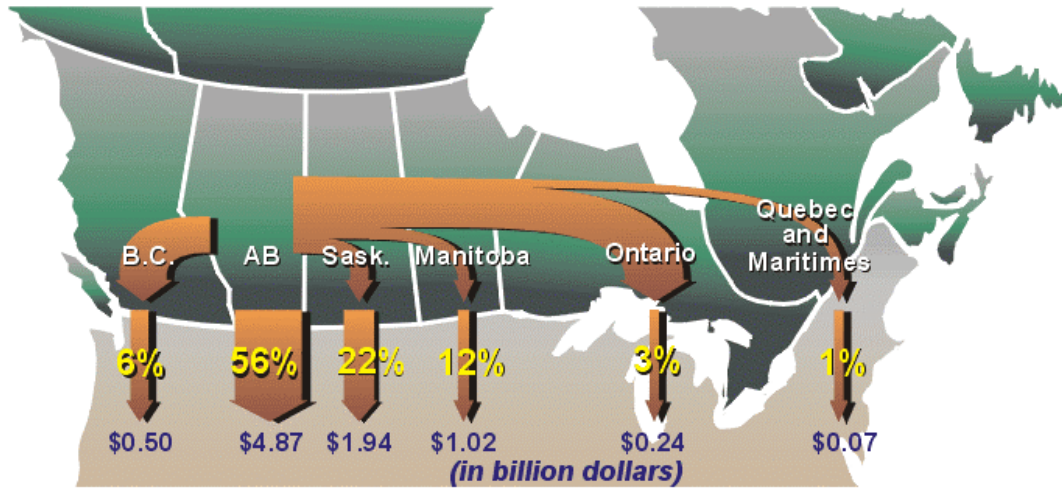 B.C.
AB
Sask.
Manitoba
Ontario
Quebec
and
Maritimes
6%
56%
22%
12%
3%
1%
$0.50
$4.87
$1.94
$1.02
$0.24
$0.07
(in billion dollars)